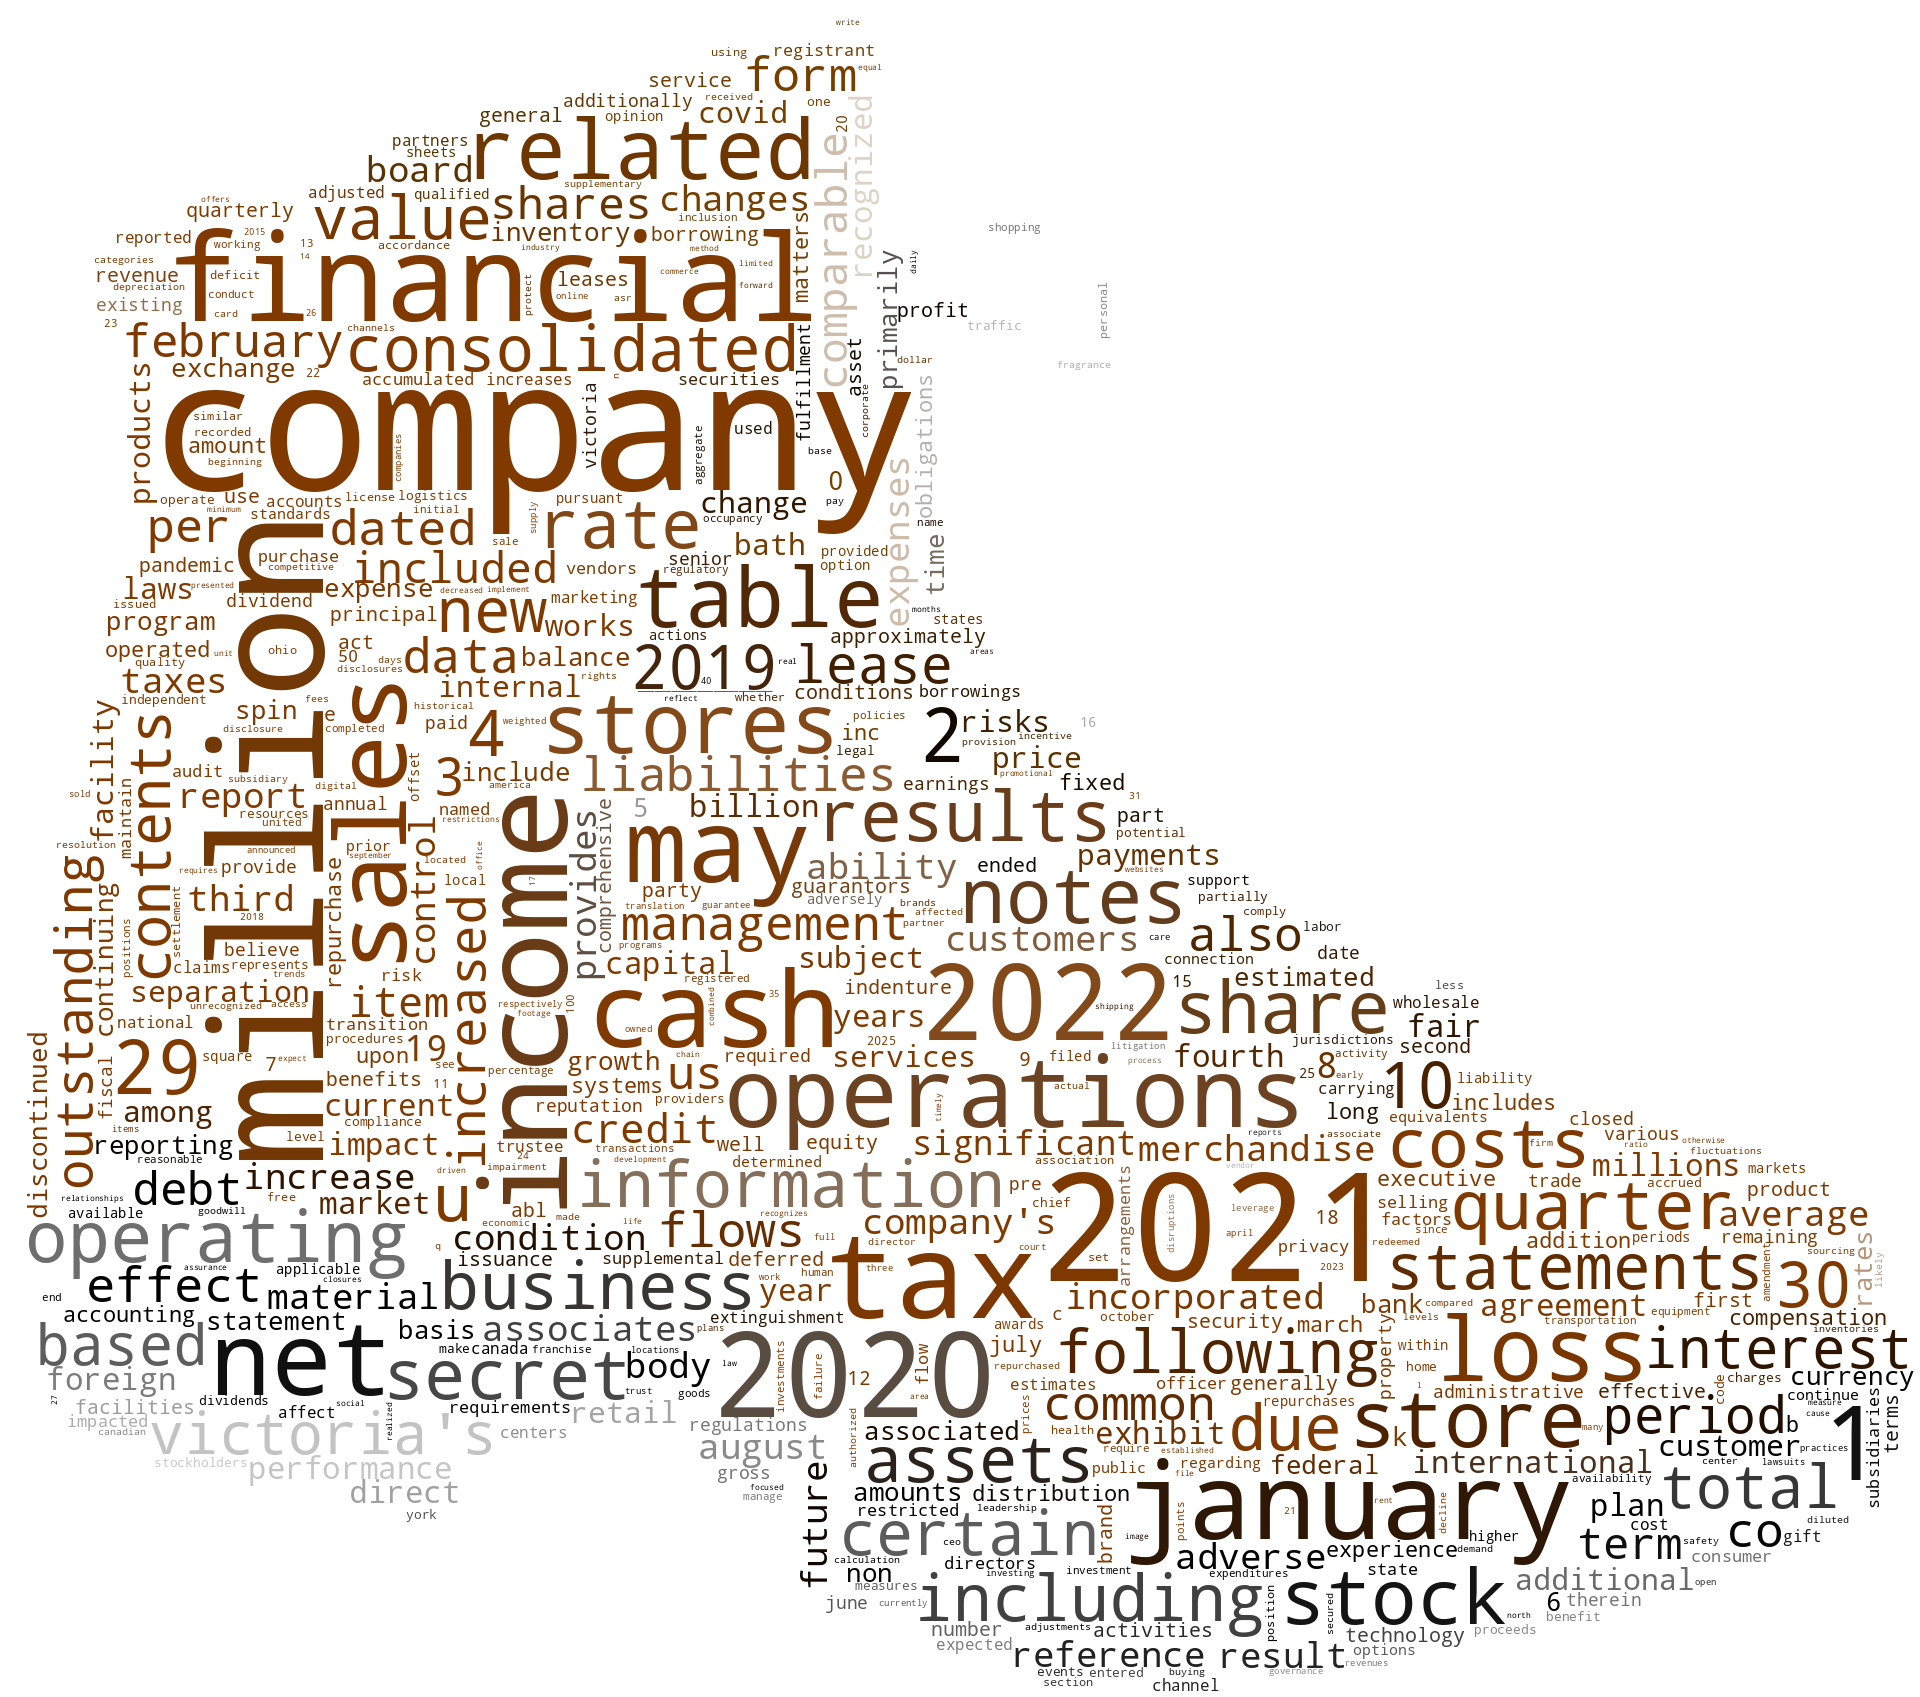 write
using registrant
service form equal
additionally received one
general opinion covid 20
partners related
sheets
board
supplementary
adjusted qualified shares changes comparable recognized
offers
quarterly value inclusion
reported 2015 13 inventory borrowing matters shopping
working accordance industry method
categories 14 financial commerce limited primarily daily
revenue deficit leases
depreciation protect forward
existing conduct online asr personal
card 26 profit
23 february channels consolidated fulfillment traffic
exchange 22 asset dollar fragrance
accumulated increases n securities
products company victoria used corporate obligations
similar
recorded
amount companies aggregate base
beginning expenses
operate use accounts license logistics pursuant change 0 pay
minimum standards initial
per dated supply rate occupancy name
purchase sale bath provided time
pandemic competitive included vendors senior option
laws presented expense decreased implement regulatory table
issued dividend new marketing months
program principal works states
operated unit ohio act data balance actions approximately
quality 50 days 2019 real lease areas
taxes disclosures internal rights 40
independent fees historical reflect whether conditions borrowings
facility contents million spin e sales paid 4 weighted stores policies 2 risks 16
disclosure completed inc provision incentive
audit offset 3 include legal price
subsidiary america liabilities earnings promotional fixed
sold report digital 31
maintain resources annual named 5 billion results part
united restrictions potential
resolution announced prior control income provides comprehensive may ability ended payments
requires provide september located office websites
outstanding continuing third repurchase local 17 party guarantors notes support
2018 adversely partially
positions settlement believe increased translation guarantee brands affected comply
claims represents management partner also labor
trends risk programs customers care
separation capital subject connection date
unrecognized access item respectively registered indenture 15 estimated less
national footage 100 cash combined 35 2022 shipping share wholesale
transition years fair
discontinued procedures owned 2025 jurisdictions
29 square upon 19 growth chain required services litigation fourth second
fiscal 7 expect see percentage us 9 filed process 25 8 activity
benefits 11 systems early 10 liability
among current reputation providers operations actual carrying includes
items compliance timely long equivalents closed
reporting level impact trustee credit well equity significant reports associate costs various otherwise
reasonable 24 transactions merchandise firm ratio fluctuations
driven impairment development determined association vendor millions markets
relationships debt increase u information pre executive trade accrued
available goodwill free market abl made life recognizes arrangements chief 2021 leverage selling quarter product
operating economic flows full company's disruptions 18 factors average
q condition director court april since
issuance supplemental deferred tax set privacy redeemed addition periods remaining
assurance applicable three 2023 statements sourcing
effect closures material business work human incorporated amendment rates likely
end year bank compared agreement first 30
accounting statement extinguishment awards c october levels transportation equipment compensation
based basis associates plans 2020 july security march within loss inventories
make canada franchise locations law repurchased following property interest
foreign net secret body investments failure 12 flow estimates officer generally home charges currency
27 dividends trust goods area repurchases 1 administrative effective code continue
facilities affect social requirements retail authorized prices common due store period measure
impacted realized regulations health exhibit many b cause 1 terms
canadian victoria's centers associated require established k customer practices
stockholders august assets public regarding federal international center lawsuits subsidiaries
performance gross file availability
direct focused future amounts distribution points january rent total
manage restricted leadership 21 decline plan
york certain image brand higher cost co diluted
ceo term safety gift
calculation directors adverse experience demand consumer
non investing investment state
measures expenditures additional open
june currently including position stock secured 6 therein
number adjustments activities north benefit
expected technology proceeds
reference result options
events entered buying governance revenues
section channel